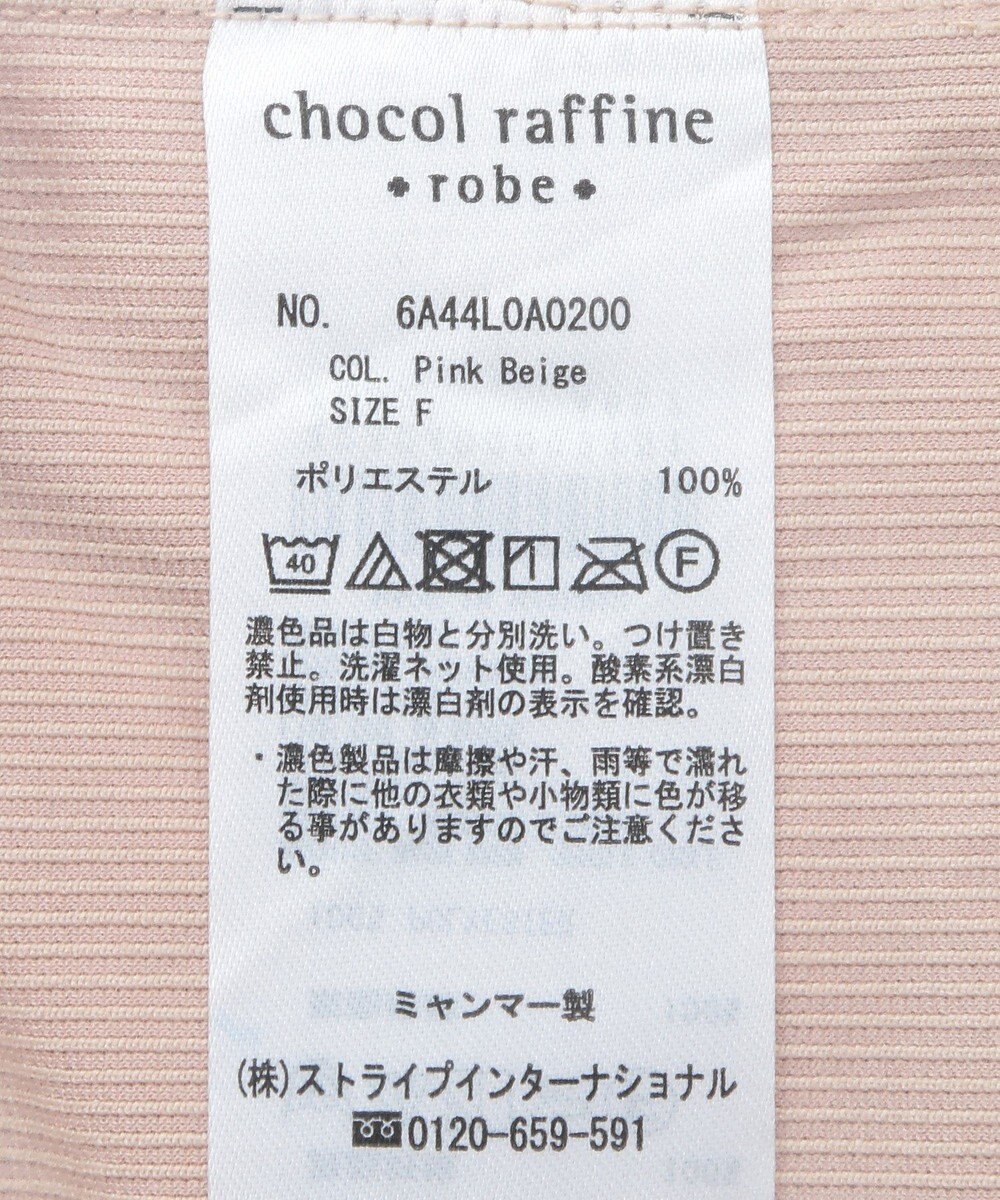 chocol raffine
robe
NO. 6A44L0A0200
COL. Pink Beige
SIZE F
ポリエステル 100%
40 F
濃色品は白物と分別洗い。つけ置き
禁止。洗濯ネット使用。酸素系漂白
剤使用時は漂白剤の表示を確認。
・濃色製品は摩擦や汗、雨等で濡れ
た際に他の衣類や小物類に色が移
る事がありますのでご注意くださ
い。
ミャンマー製
(株)ストライプインターナショナル
0120-659-591